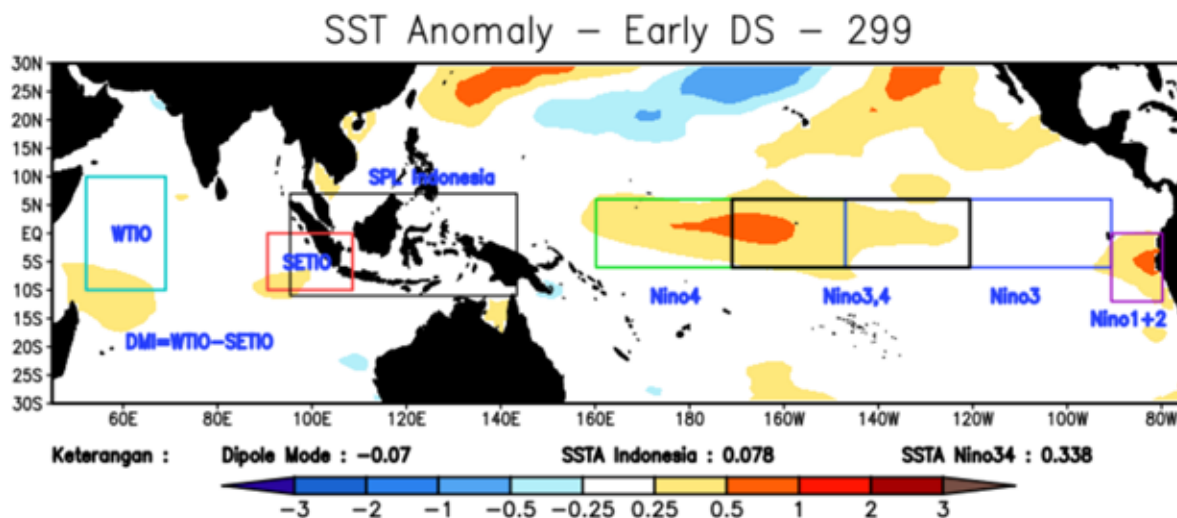 SST Anomaly – Early DS – 299
30N
25N
20N
15N
10N
5N
EQ
5S
10S
15S
20S
25S
30S
SPL Indonesia
WTIO
SETIO
Nino4
Nino3,4
Nino3
Nino1+2
DMI=WTIO-SETIO
60E 80E 100E 120E 140E 160E 180 160W 140W 120W 100W 80W
Keterangan : Dipole Mode : -0.07 SSTA Indonesia : 0.078 SSTA Nino34 : 0.338
-3 -2 -1 -0.5 -0.25 0.25 0.5 1 2 3